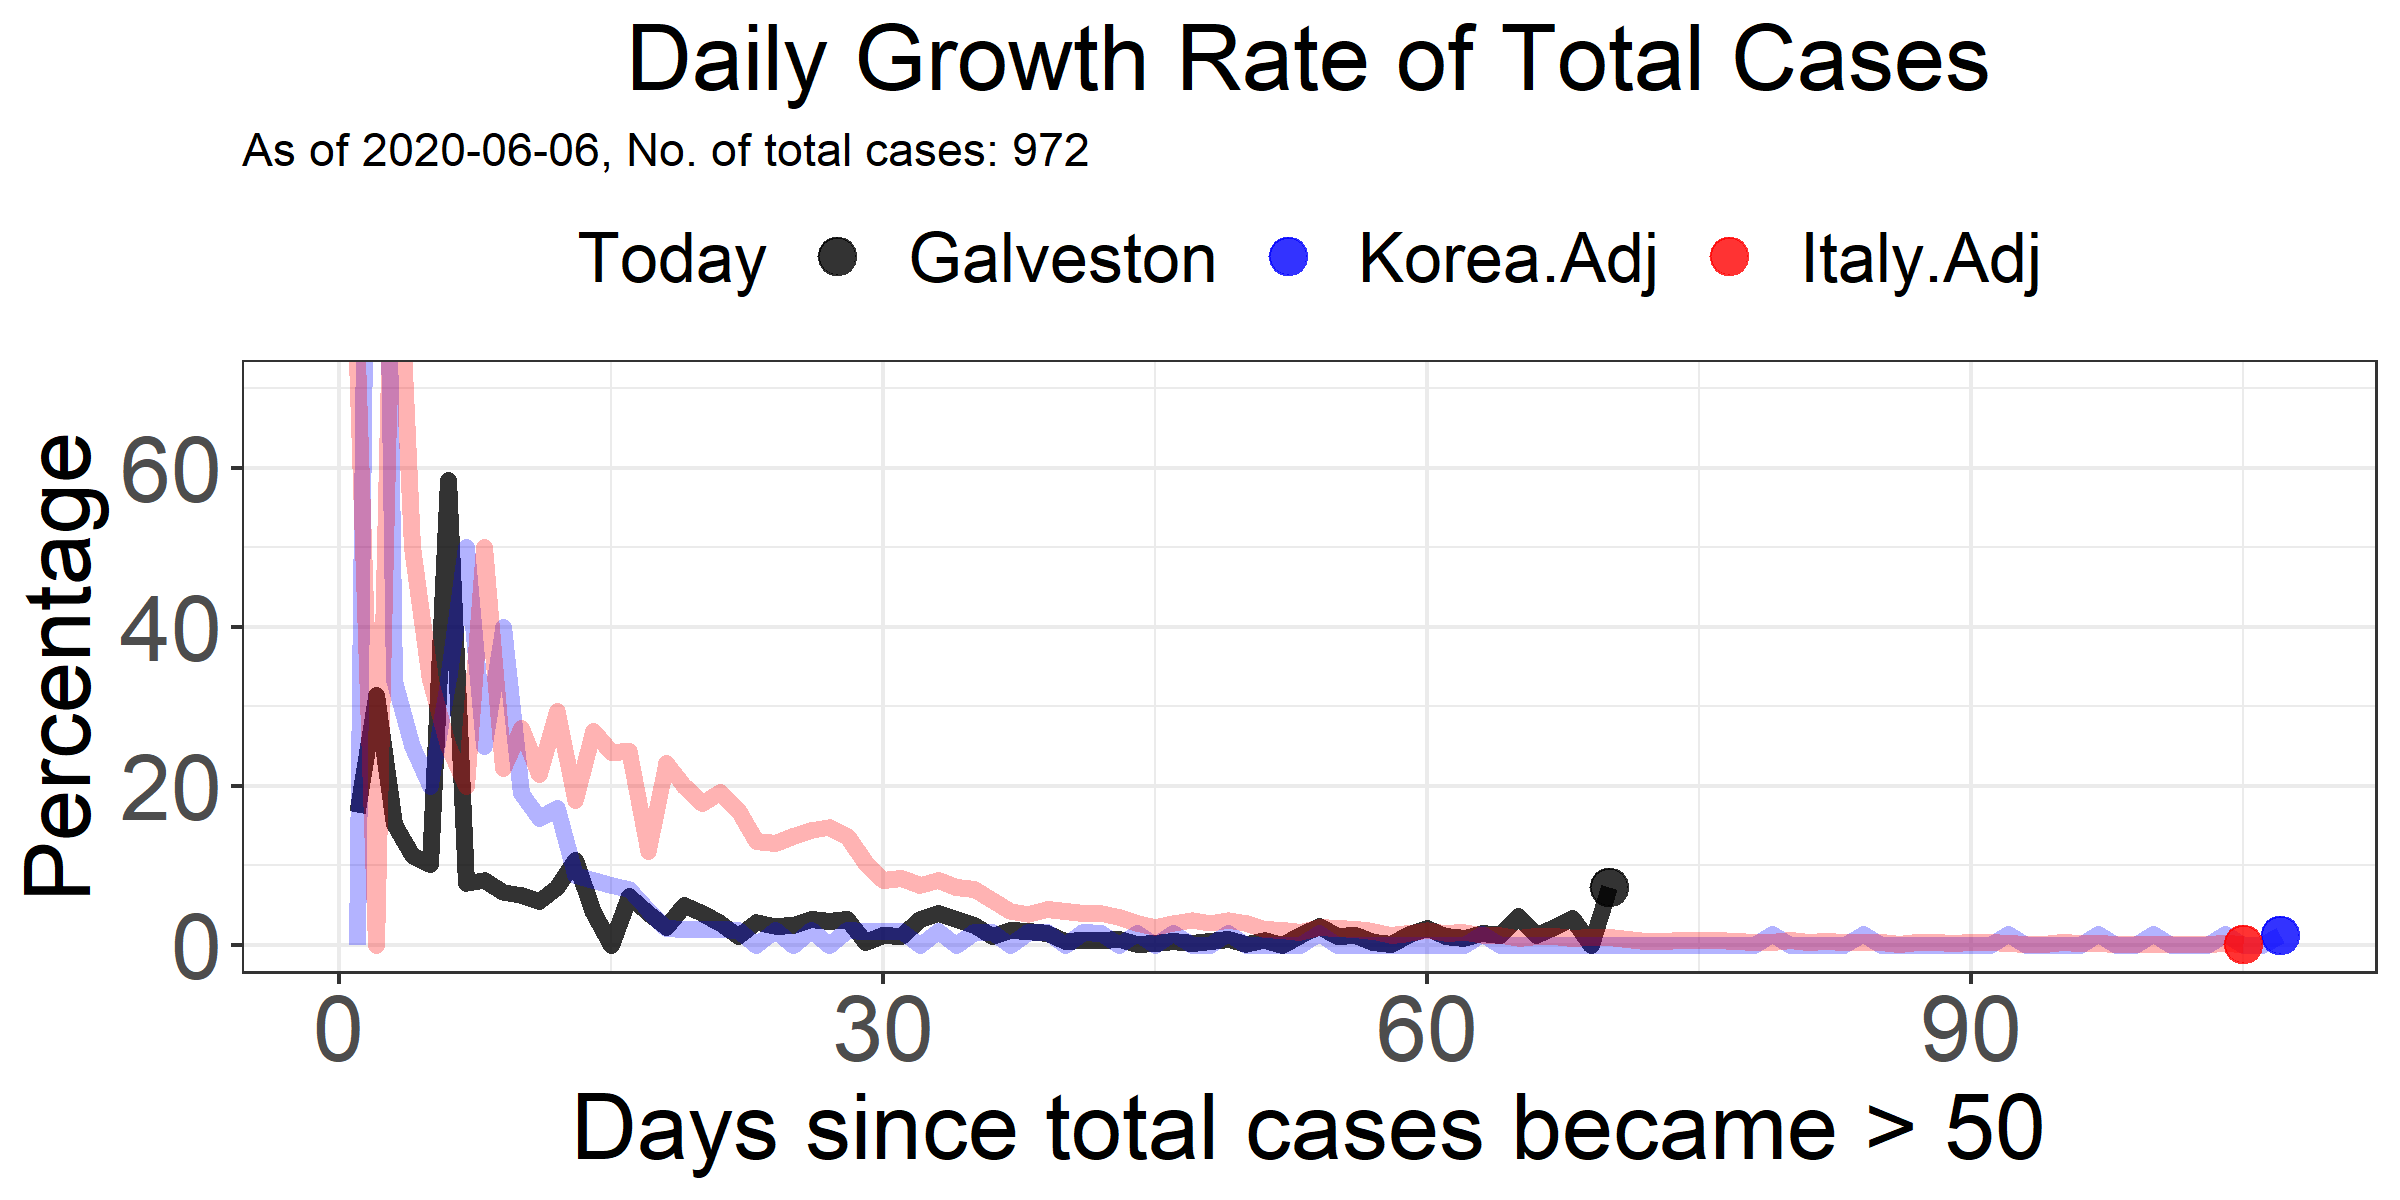 Daily Growth Rate of Total Cases
As of 2020-06-06, No. of total cases: 972
Today Galveston Korea.Adj Italy.Adj
Percentage
60
40
20
0
0 30 60 90
Days since total cases became > 50